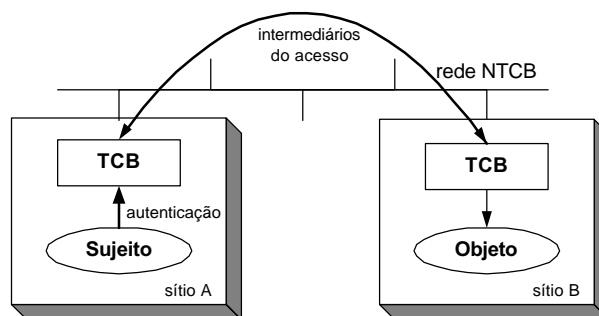 intermediários
do acesso
rede NTCB
TCB
autenticação
Sujeito
sítio A
TCB
Objeto
sítio B